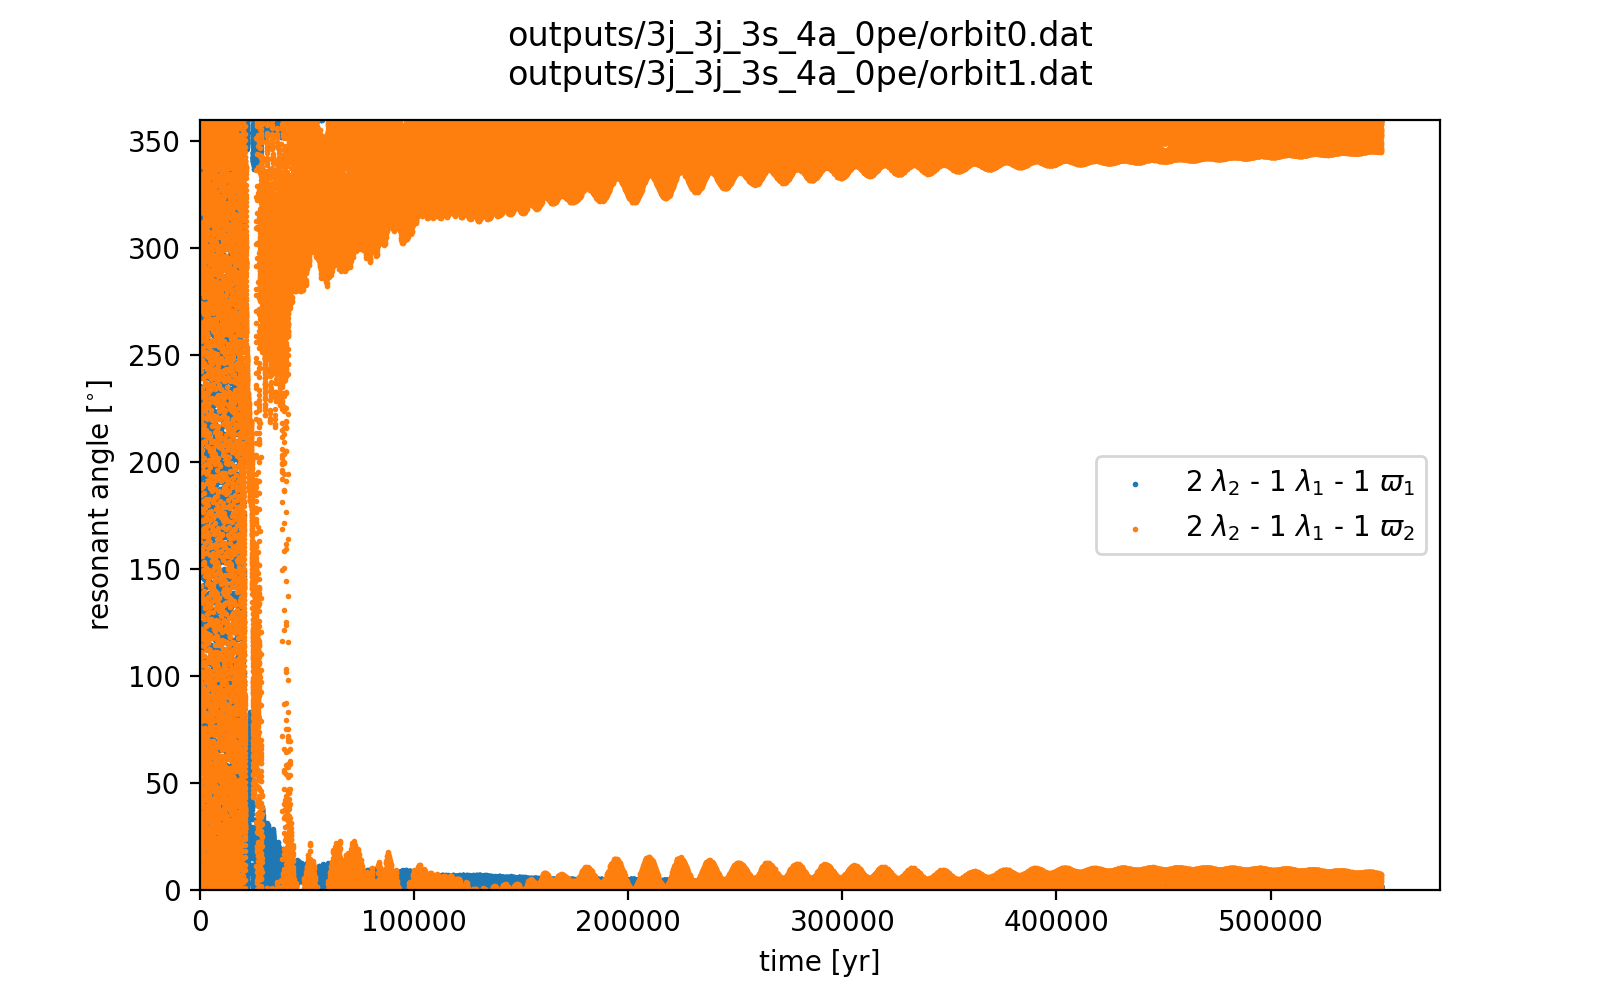 outputs/3j_3j_3s_4a_0pe/orbit0.dat
outputs/3j_3j_3s_4a_0pe/orbit1.dat
350
300
250
200
150
100
50
0
resonant angle [°]
2 λ₂ - 1 λ₁ - 1 ϖ₁
2 λ₂ - 1 λ₁ - 1 ϖ₂
0 100000 200000 300000 400000 500000
time [yr]